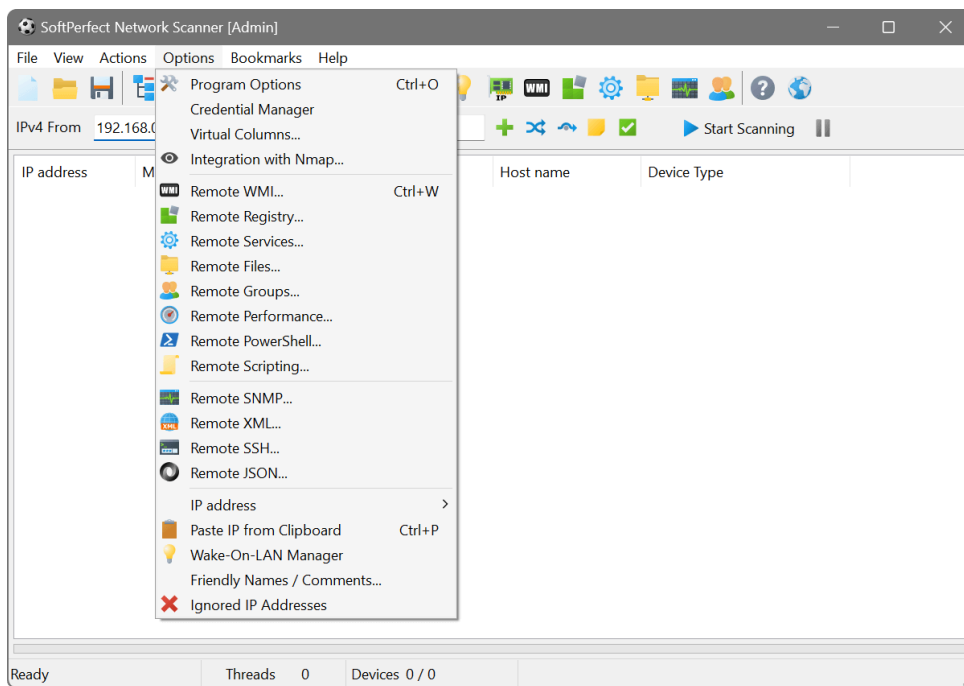 SoftPerfect Network Scanner [Admin]
File View Actions Options Bookmarks Help
IP
WMI
IPv4 From 192.168.0
Start Scanning
IP address
M
Host name
Device Type
Program Options Ctrl+O
Credential Manager
Virtual Columns...
Integration with Nmap...
WMI Remote WMI... Ctrl+W
Remote Registry...
Remote Services...
Remote Files...
Remote Groups...
Remote Performance...
Remote PowerShell...
Remote Scripting...
Remote SNMP...
XML Remote XML...
Remote SSH...
Remote JSON...
IP address
Paste IP from Clipboard Ctrl+P
Wake-On-LAN Manager
Friendly Names / Comments...
Ignored IP Addresses
Ready Threads 0 Devices 0 / 0